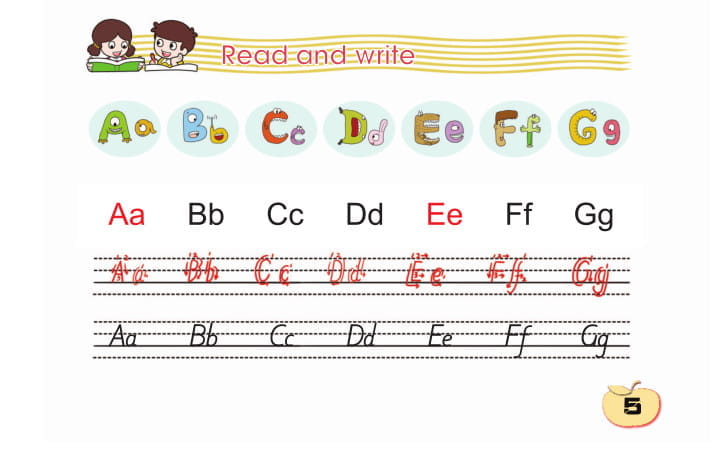 Read and write
Aa Bb Cc Dd Ee Ff Gg
Aa Bb Cc Dd Ee Ff Gg
Aa Bb Cc Dd Ee Ff Gg
Aa Bb Cc Dd Ee Ff Gg
5